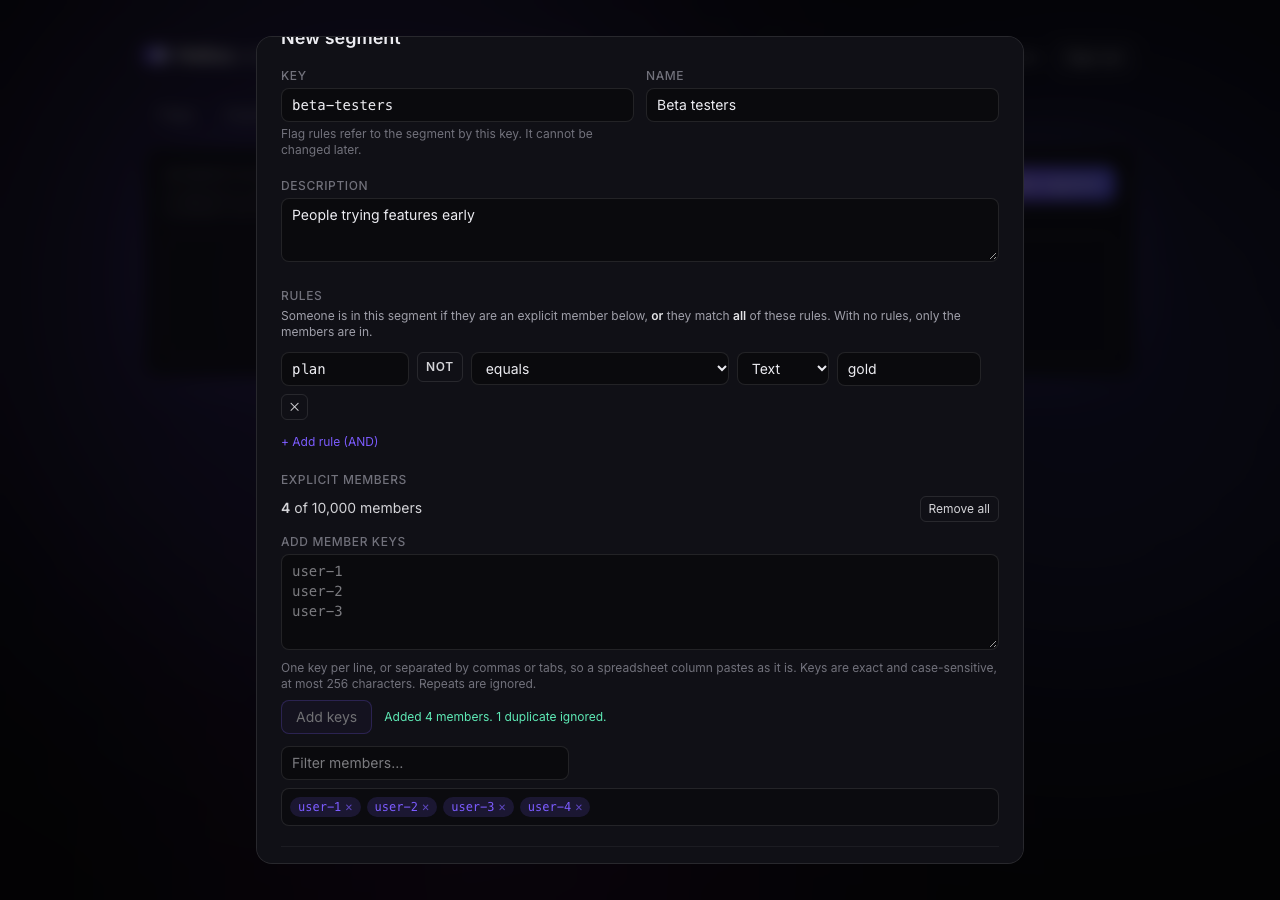 New segment
KEY
NAME
beta-testers
Beta testers
Flag rules refer to the segment by this key. It cannot be
changed later.
DESCRIPTION
People trying features early
RULES
Someone is in this segment if they are an explicit member below, or they match all of these rules. With no rules, only the
members are in.
plan NOT equals Text gold
×
+ Add rule (AND)
EXPLICIT MEMBERS
4 of 10,000 members
Remove all
ADD MEMBER KEYS
user-1
user-2
user-3
One key per line, or separated by commas or tabs, so a spreadsheet column pastes as it is. Keys are exact and case-sensitive,
at most 256 characters. Repeats are ignored.
Add keys
Added 4 members. 1 duplicate ignored.
Filter members...
user-1 × user-2 × user-3 × user-4 ×